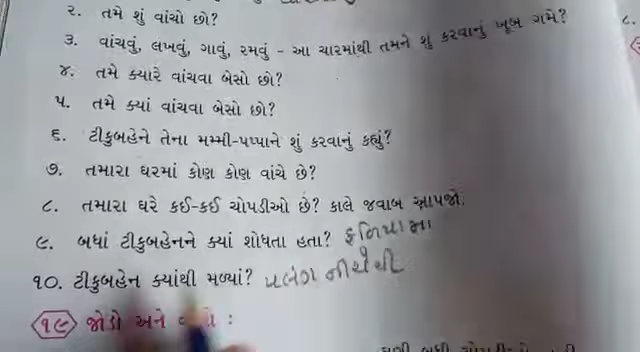 ૨. તમે શું વાંચો છો?
૩. વાંચવું, લખવું, ગાવું, રમવું - આ ચારમાંથી તમને શું કરવાનું ખૂબ ગમે?
૪. તમે ક્યારે વાંચવા બેસો છો?
૫. તમે ક્યાં વાંચવા બેસો છો?
૬. ટીકુબહેને તેના મમ્મી-પપ્પાને શું કરવાનું કહ્યું?
૭. તમારા ઘરમાં કોણ કોણ વાંચે છે?
૮. તમારા ઘરે કઈ-કઈ ચોપડીઓ છે? કાલે જવાબ આપજો.
૯. બધાં ટીકુબહેનને ક્યાં શોધતા હતા?
૧૦. ટીકુબહેન ક્યાંથી મળ્યાં? પલંગ નીચેથી
૧૯ જોડો અને :
૮.